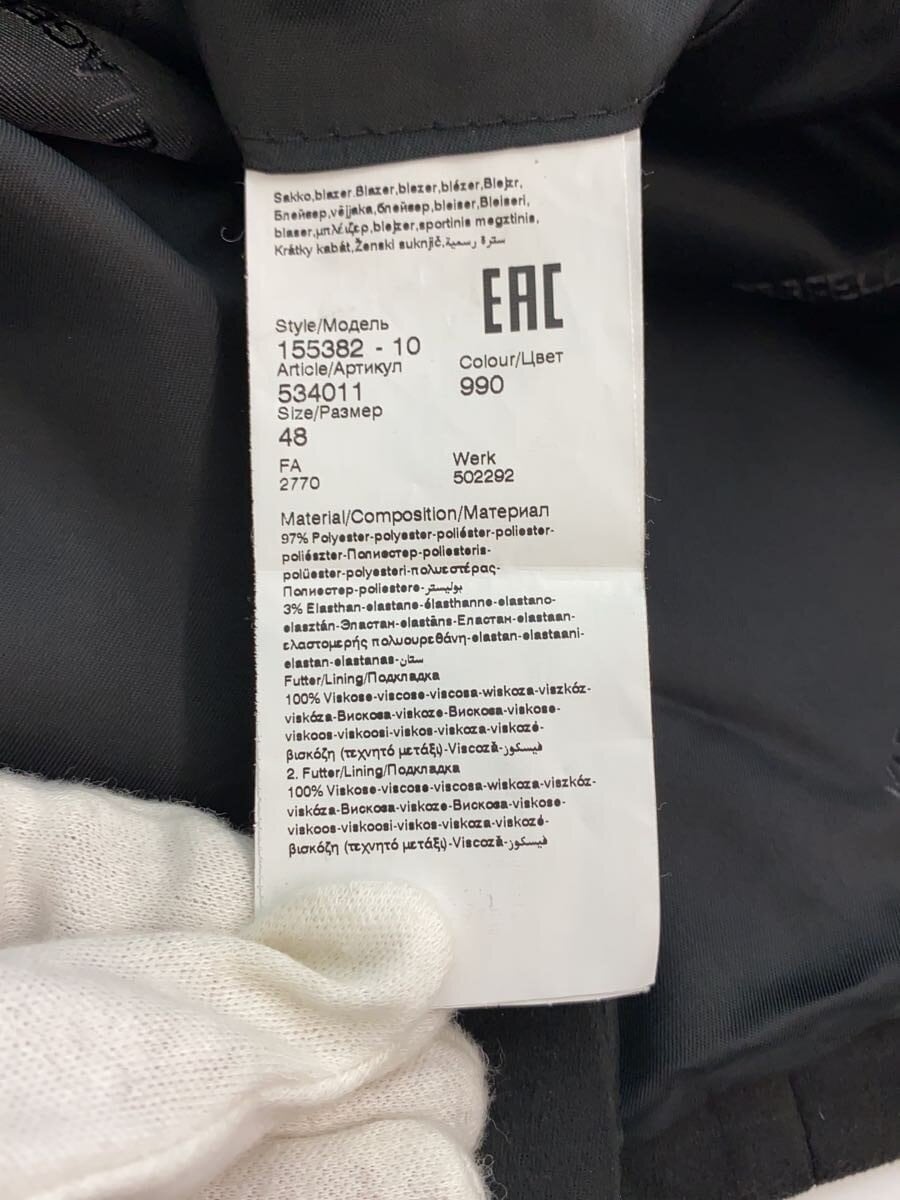 Sakko,blazer.Blazer,blezer,blézer,Blejzr,
Блейзер,vējjaka,блейзер,bleiser,Bleiseri,
blaser,μπλέιζερ,blejzer,sportinis megztinis,
Krátky kabát,Ženski suknjič,سترة رسمية
EAC
Style/Модель
155382 - 10
Article/Артикул
534011
Colour/Цвет
990
Size/Размер
48
FA
2770
Werk
502292
Material/Composition/Материал
97% Polyester-polyester-poliéster-poliester-
poliészter-Полиестер-poliesteris-
polüester-polyesteri-πολυεστέρας-
Полиестер-poliestere-بوليستر
3% Elasthan-elastane-élasthanne-elastano-
elasztán-Эластан-elastāns-Еластан-elastaan-
ελαστομερής πολυουρεθάνη-elastan-elastaani-
elastan-elastanas-ستان
Futter/Lining/Подкладка
100% Viskose-viscose-viscosa-wiskoza-viszkóz-
viskóza-Вискоза-viskoze-Вискоза-viskose-
viskoos-viskoosi-viskos-viskoza-viskozé-
βισκόζη (τεχνητό μετάξι)-Viscoză-فيسكوز
2. Futter/Lining/Подкладка
100% Viskose-viscose-viscosa-wiskoza-viszkóz-
viskóza-Вискоза-viskoze-Вискоза-viskose-
viskoos-viskoosi-viskos-viskoza-viskozé-
βισκόζη (τεχνητό μετάξι)-Viscoză-فيسكوز